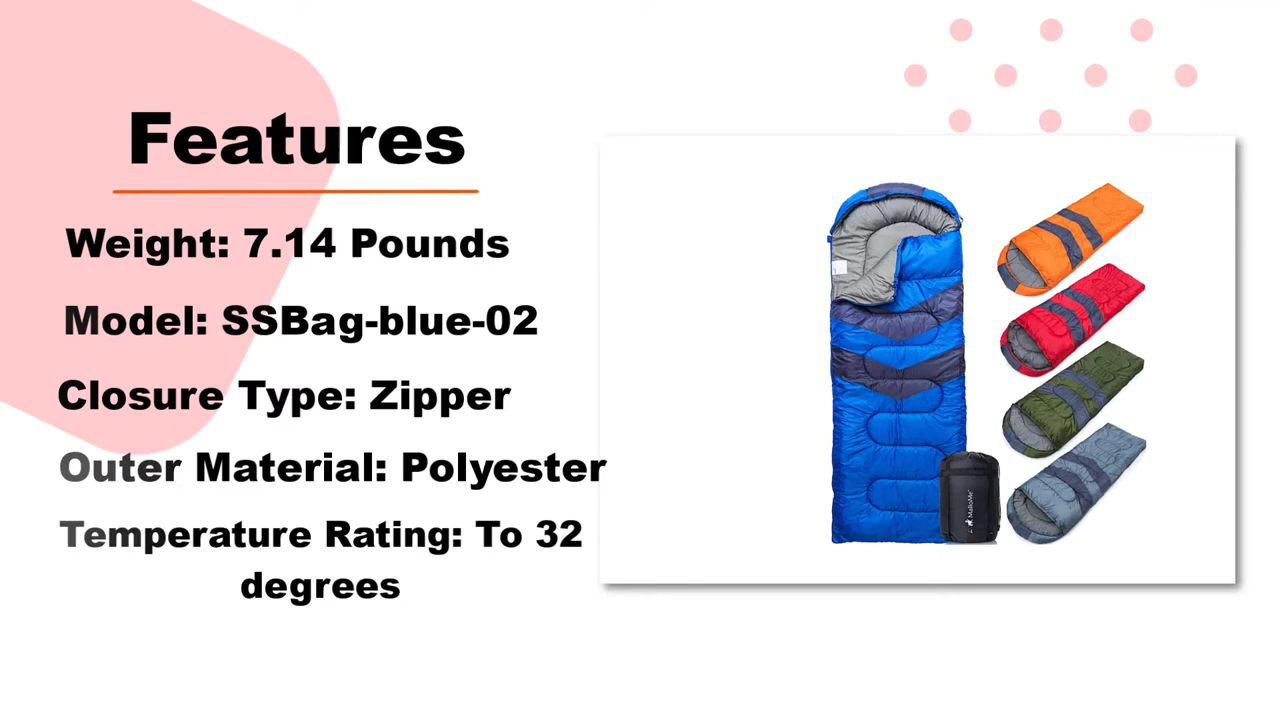 Features
Weight: 7.14 Pounds
Model: SSBag-blue-02
Closure Type: Zipper
Outer Material: Polyester
Temperature Rating: To 32
degrees
MalloMe